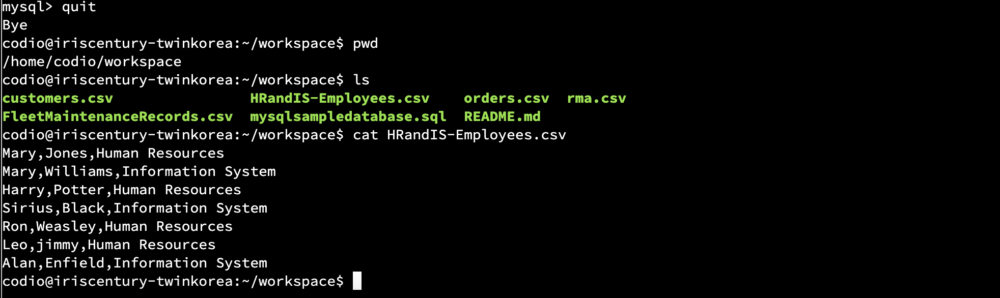 mysql> quit
Bye
codio@iriscentury-twinkorea:~/workspace$ pwd
/home/codio/workspace
codio@iriscentury-twinkorea:~/workspace$ ls
customers.csv                HRandIS-Employees.csv    orders.csv  rma.csv
FleetMaintenanceRecords.csv  mysqlsampledatabase.sql  README.md
codio@iriscentury-twinkorea:~/workspace$ cat HRandIS-Employees.csv
Mary,Jones,Human Resources
Mary,Williams,Information System
Harry,Potter,Human Resources
Sirius,Black,Information System
Ron,Weasley,Human Resources
Leo,jimmy,Human Resources
Alan,Enfield,Information System
codio@iriscentury-twinkorea:~/workspace$